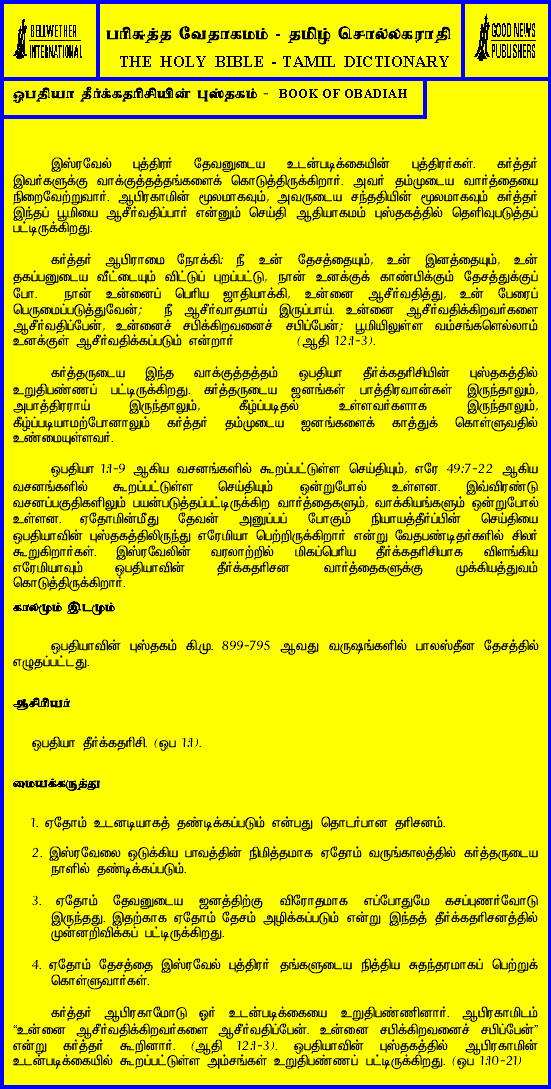 BELLWETHER
INTERNATIONAL
பரிசுத்த வேதாகமம் - தமிழ் சொல்லகராதி
THE HOLY BIBLE - TAMIL DICTIONARY
GOOD NEWS
PUBLISHERS
ஒபதியா தீர்க்கதரிசியின் புஸ்தகம் - BOOK OF OBADIAH
இஸ்ரவேல் புத்திரர் தேவனுடைய உடன்படிக்கையின் புத்திரர்கள். கர்த்தர்
இவர்களுக்கு வாக்குத்தத்தங்களைக் கொடுத்திருக்கிறார். அவர் தம்முடைய வார்த்தையை
நிறைவேற்றுவார். ஆபிரகாமின் மூலமாகவும், அவருடைய சந்ததியின் மூலமாகவும் கர்த்தர்
இந்தப் பூமியை ஆசீர்வதிப்பார் என்னும் செய்தி ஆதியாகமம் புஸ்தகத்தில் தெளிவுபடுத்தப்
பட்டிருக்கிறது.
கர்த்தர் ஆபிராமை நோக்கி: நீ உன் தேசத்தையும், உன் இனத்தையும், உன்
தகப்பனுடைய வீட்டையும் விட்டுப் புறப்பட்டு, நான் உனக்குக் காண்பிக்கும் தேசத்துக்குப்
போ. நான் உன்னைப் பெரிய ஜாதியாக்கி, உன்னை ஆசீர்வதித்து, உன் பேரைப்
பெருமைப்படுத்துவேன்; நீ ஆசீர்வாதமாய் இருப்பாய். உன்னை ஆசீர்வதிக்கிறவர்களை
ஆசீர்வதிப்பேன், உன்னைச் சபிக்கிறவனைச் சபிப்பேன்; பூமியிலுள்ள வம்சங்களெல்லாம்
உனக்குள் ஆசீர்வதிக்கப்படும் என்றார் (ஆதி 12:1-3).
கர்த்தருடைய இந்த வாக்குத்தத்தம் ஒபதியா தீர்க்கதரிசியின் புஸ்தகத்தில்
உறுதிபண்ணப் பட்டிருக்கிறது. கர்த்தருடைய ஜனங்கள் பாத்திரவான்கள் இருந்தாலும்,
அபாத்திரராய் இருந்தாலும், கீழ்ப்படிதல் உள்ளவர்களாக இருந்தாலும்,
கீழ்ப்படியாமற்போனாலும் கர்த்தர் தம்முடைய ஜனங்களைக் காத்துக் கொள்ளுவதில்
உண்மையுள்ளவர்.
ஒபதியா 1:1-9 ஆகிய வசனங்களில் கூறப்பட்டுள்ள செய்தியும், எரே 49:7-22 ஆகிய
வசனங்களில் கூறப்பட்டுள்ள செய்தியும் ஒன்றுபோல் உள்ளன. இவ்விரண்டு
வசனப்பகுதிகளிலும் பயன்படுத்தப்பட்டிருக்கிற வார்த்தைகளும், வாக்கியங்களும் ஒன்றுபோல்
உள்ளன. ஏதோமின்மீது தேவன் அனுப்பப் போகும் நியாயத்தீர்ப்பின் செய்தியை
ஒபதியாவின் புஸ்தகத்திலிருந்து எரேமியா பெற்றிருக்கிறார் என்று வேதபண்டிதர்களில் சிலர்
கூறுகிறார்கள். இஸ்ரவேலின் வரலாற்றில் மிகப்பெரிய தீர்க்கதரிசியாக விளங்கிய
எரேமியாவும் ஒபதியாவின் தீர்க்கதரிசன வார்த்தைகளுக்கு முக்கியத்துவம்
கொடுத்திருக்கிறார்.
காலமும் இடமும்
ஒபதியாவின் புஸ்தகம் கி.மு. 899-795 ஆவது வருஷங்களில் பாலஸ்தீன தேசத்தில்
எழுதப்பட்டது.
ஆசிரியர்
ஒபதியா தீர்க்கதரிசி. (ஒப 1:1).
மையக்கருத்து
1. ஏதோம் உடனடியாகத் தண்டிக்கப்படும் என்பது தொடர்பான தரிசனம்.
2. இஸ்ரவேலை ஒடுக்கிய பாவத்தின் நிமித்தமாக ஏதோம் வருங்காலத்தில் கர்த்தருடைய
நாளில் தண்டிக்கப்படும்.
3. ஏதோம் தேவனுடைய ஜனத்திற்கு விரோதமாக எப்போதுமே கசப்புணர்வோடு
இருந்தது. இதற்காக ஏதோம் தேசம் அழிக்கப்படும் என்று இந்தத் தீர்க்கதரிசனத்தில்
முன்னறிவிக்கப் பட்டிருக்கிறது.
4. ஏதோம் தேசத்தை இஸ்ரவேல் புத்திரர் தங்களுடைய நித்திய சுதந்தரமாகப் பெற்றுக்
கொள்ளுவார்கள்.
கர்த்தர் ஆபிரகாமோடு ஓர் உடன்படிக்கையை உறுதிபண்ணினார். ஆபிரகாமிடம்
“உன்னை ஆசீர்வதிக்கிறவர்களை ஆசீர்வதிப்பேன். உன்னை சபிக்கிறவனைச் சபிப்பேன்”
என்று கர்த்தர் கூறினார். (ஆதி 12:1-3). ஒபதியாவின் புஸ்தகத்தில் ஆபிரகாமின்
உடன்படிக்கையில் கூறப்பட்டுள்ள அம்சங்கள் உறுதிபண்ணப் பட்டிருக்கிறது. (ஒப 1:10-21)